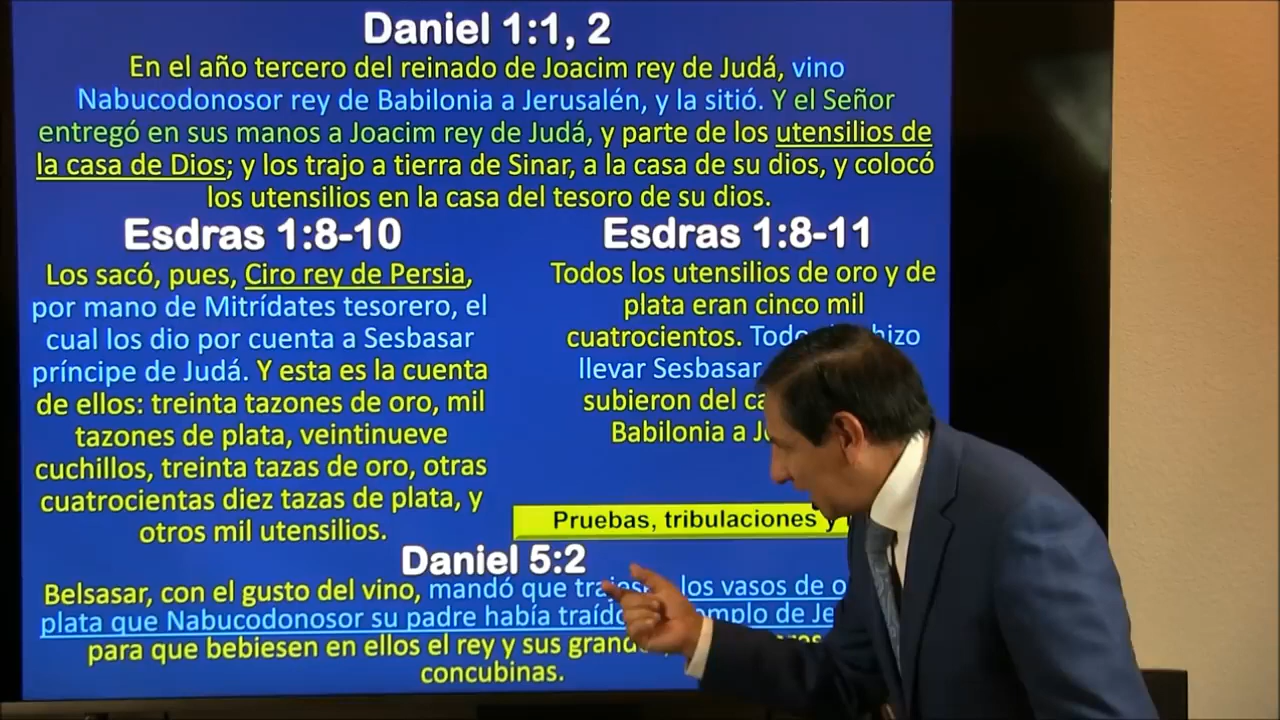 Daniel 1:1, 2
En el año tercero del reinado de Joacim rey de Judá, vino
Nabucodonosor rey de Babilonia a Jerusalén, y la sitió. Y el Señor
entregó en sus manos a Joacim rey de Judá, y parte de los utensilios de
la casa de Dios; y los trajo a tierra de Sinar, a la casa de su dios, y colocó
los utensilios en la casa del tesoro de su dios.
Esdras 1:8-10
Los sacó, pues, Ciro rey de Persia,
por mano de Mitrídates tesorero, el
cual los dio por cuenta a Sesbasar
príncipe de Judá. Y esta es la cuenta
de ellos: treinta tazones de oro, mil
tazones de plata, veintinueve
cuchillos, treinta tazas de oro, otras
cuatrocientas diez tazas de plata, y
otros mil utensilios.
Esdras 1:8-11
Todos los utensilios de oro y de
plata eran cinco mil
cuatrocientos. hizo
llevar Sesbasar
subieron del
Babilonia a
Pruebas, tribulaciones y
Daniel 5:2
Belsasar, con el gusto del vino, mandó que los vasos de
plata que Nabucodonosor su padre había de
para que bebiesen en ellos el rey y sus
concubinas.